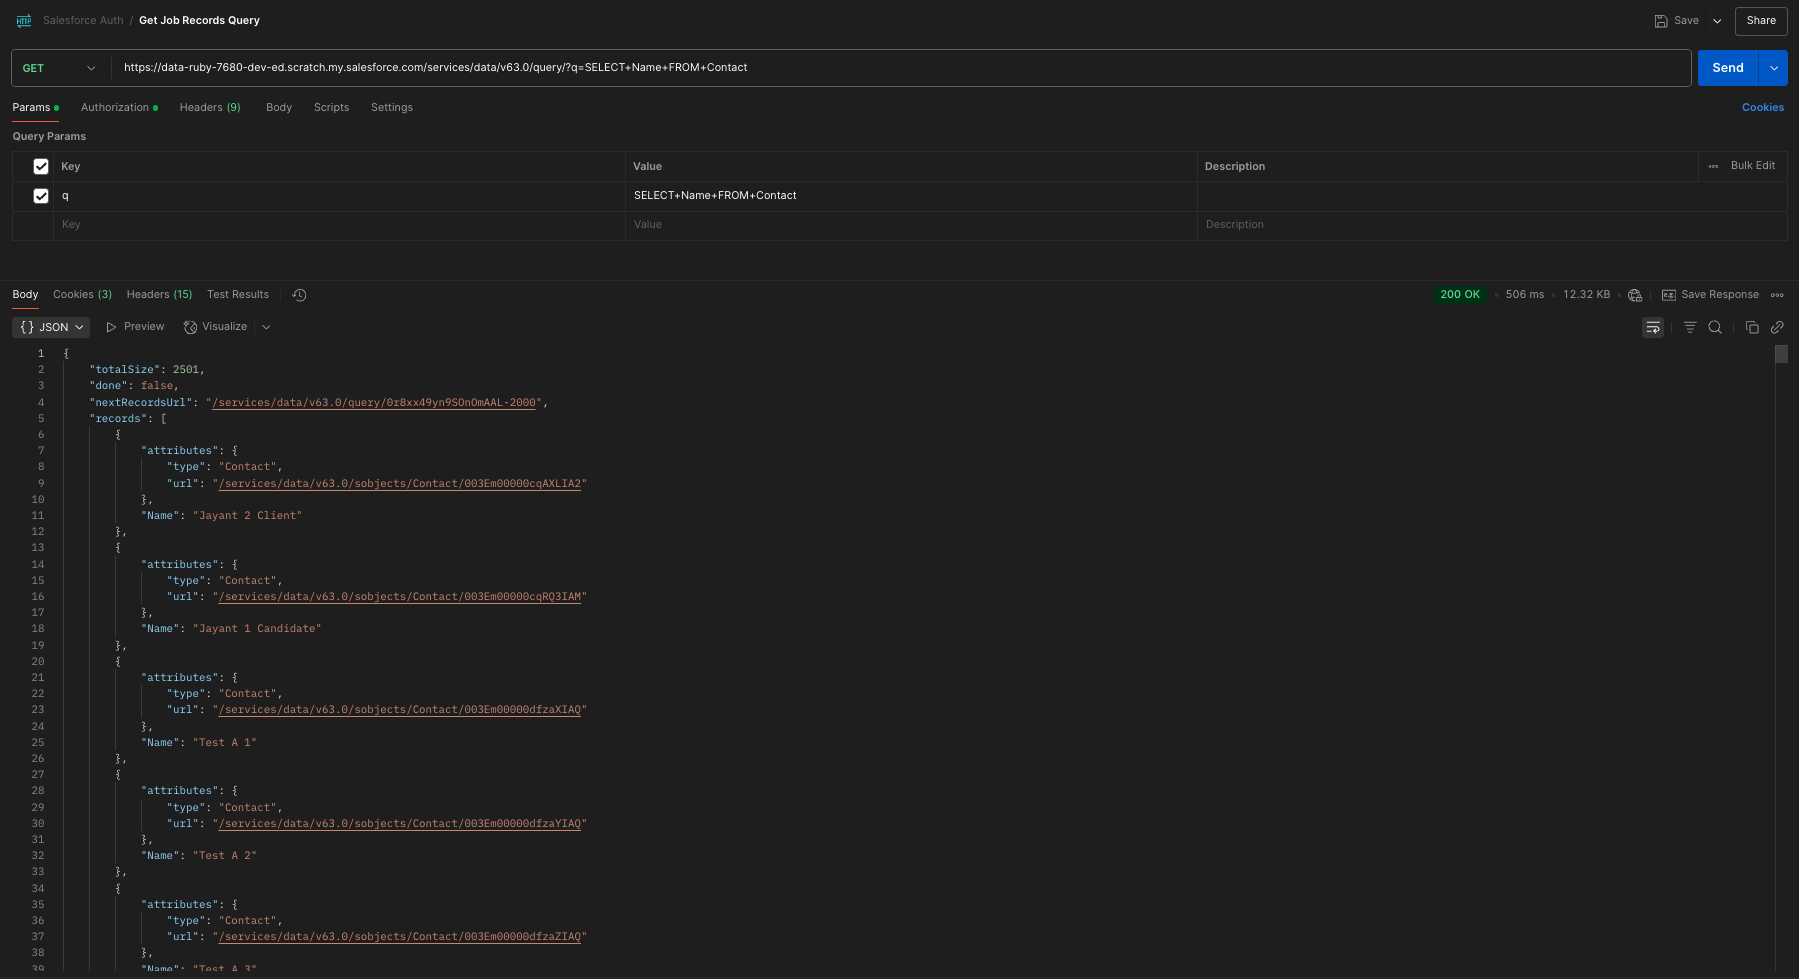 HTTP Salesforce Auth / Get Job Records Query Save Share
GET https://data-ruby-7680-dev-ed.scratch.my.salesforce.com/services/data/v63.0/query/?q=SELECT+Name+FROM+Contact Send
Params Authorization Headers (9) Body Scripts Settings Cookies
Query Params
Key Value Description ••• Bulk Edit
q SELECT+Name+FROM+Contact
Key Value Description
Body Cookies (3) Headers (15) Test Results 200 OK • 506 ms • 12.32 KB • Save Response
{} JSON Preview Visualize
1 {
2 "totalSize": 2501,
3 "done": false,
4 "nextRecordsUrl": "/services/data/v63.0/query/0r8xx49yn9SOnOmAAL-2000",
5 "records": [
6 {
7 "attributes": {
8 "type": "Contact",
9 "url": "/services/data/v63.0/sobjects/Contact/003Em00000cqAXLIA2"
10 },
11 "Name": "Jayant 2 Client"
12 },
13 {
14 "attributes": {
15 "type": "Contact",
16 "url": "/services/data/v63.0/sobjects/Contact/003Em00000cqRQ3IAM"
17 },
18 "Name": "Jayant 1 Candidate"
19 },
20 {
21 "attributes": {
22 "type": "Contact",
23 "url": "/services/data/v63.0/sobjects/Contact/003Em00000dfzaXIAQ"
24 },
25 "Name": "Test A 1"
26 },
27 {
28 "attributes": {
29 "type": "Contact",
30 "url": "/services/data/v63.0/sobjects/Contact/003Em00000dfzaYIAQ"
31 },
32 "Name": "Test A 2"
33 },
34 {
35 "attributes": {
36 "type": "Contact",
37 "url": "/services/data/v63.0/sobjects/Contact/003Em00000dfzaZIAQ"
38 },
39 "Name": "Test A 3"